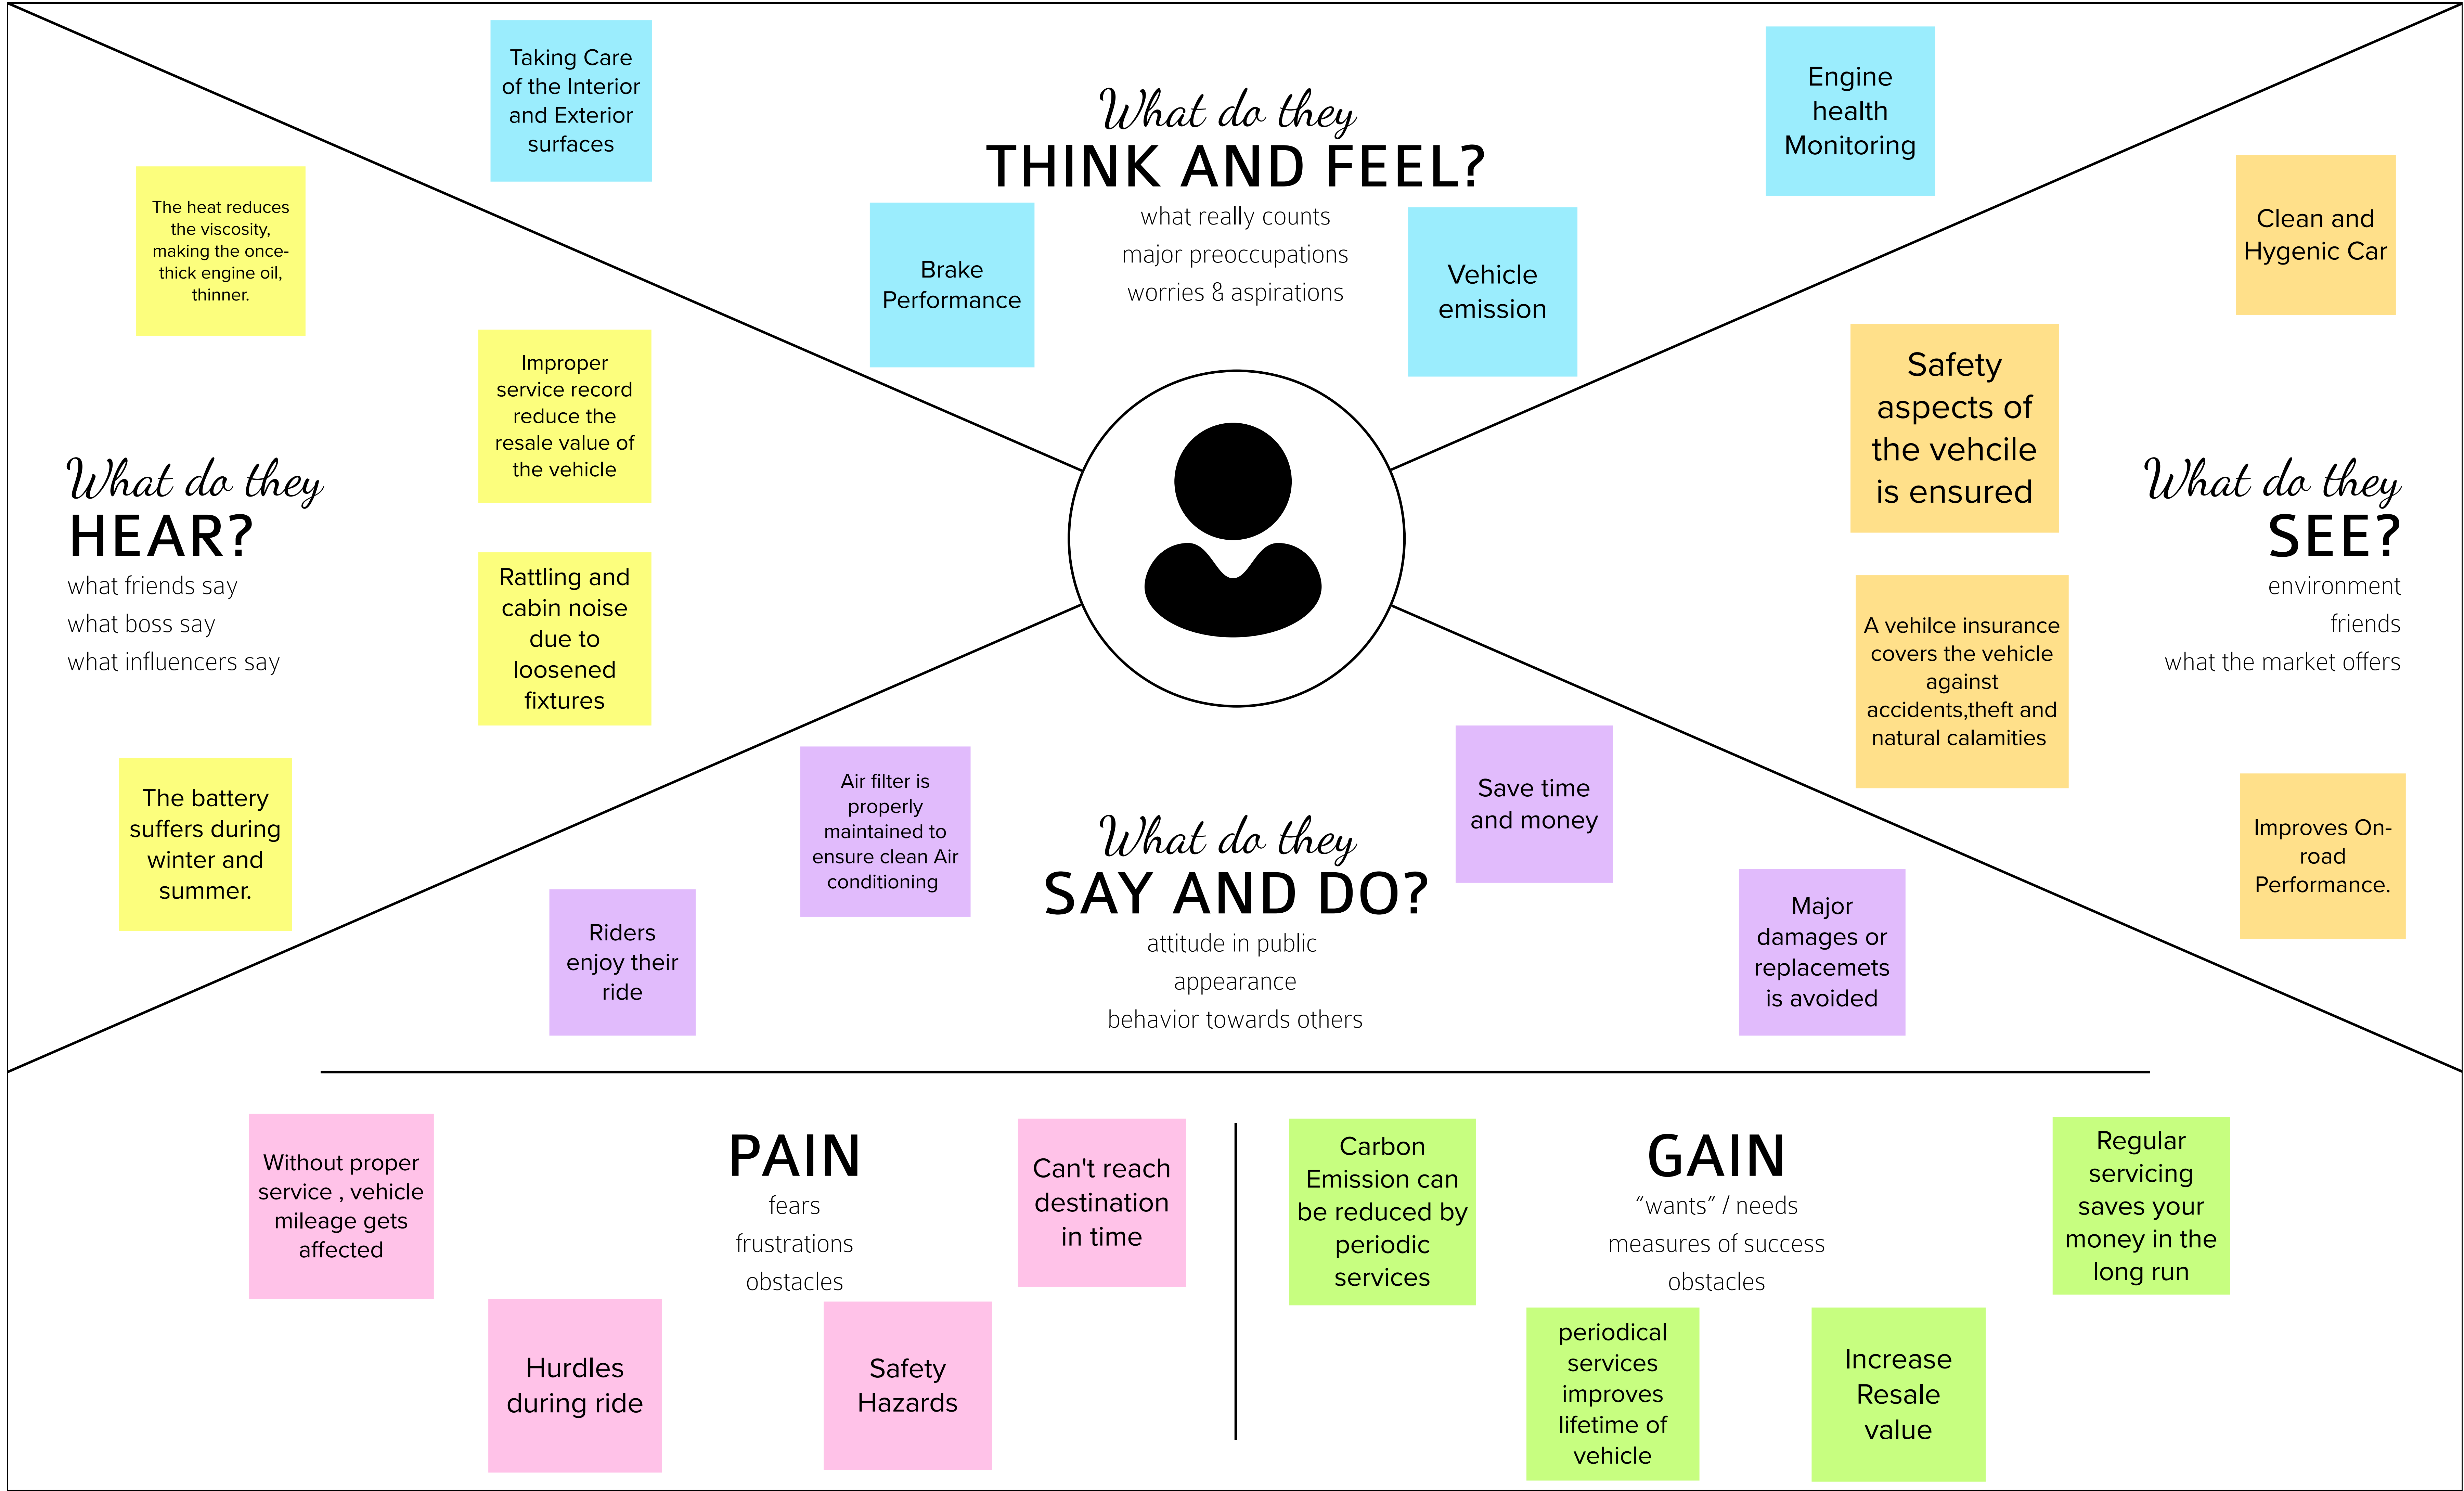 Taking Care
of the Interior
and Exterior
surfaces
What do they
THINK AND FEEL?
what really counts
major preoccupations
worries & aspirations
Brake
Performance
Vehicle
emission
Engine
health
Monitoring
The heat reduces
the viscosity,
making the once-
thick engine oil,
thinner.
Improper
service record
reduce the
resale value of
the vehicle
What do they
HEAR?
what friends say
what boss say
what influencers say
Rattling and
cabin noise
due to
loosened
fixtures
The battery
suffers during
winter and
summer.
Clean and
Hygenic Car
Safety
aspects of
the vehcile
is ensured
What do they
SEE?
environment
friends
what the market offers
A vehilce insurance
covers the vehicle
against
accidents,theft and
natural calamities
Improves On-
road
Performance.
Air filter is
properly
maintained to
ensure clean Air
conditioning
Riders
enjoy their
ride
What do they
SAY AND DO?
attitude in public
appearance
behavior towards others
Save time
and money
Major
damages or
replacemets
is avoided
Without proper
service , vehicle
mileage gets
affected
PAIN
fears
frustrations
obstacles
Can't reach
destination
in time
Hurdles
during ride
Safety
Hazards
Carbon
Emission can
be reduced by
periodic
services
GAIN
“wants” / needs
measures of success
obstacles
Regular
servicing
saves your
money in the
long run
periodical
services
improves
lifetime of
vehicle
Increase
Resale
value